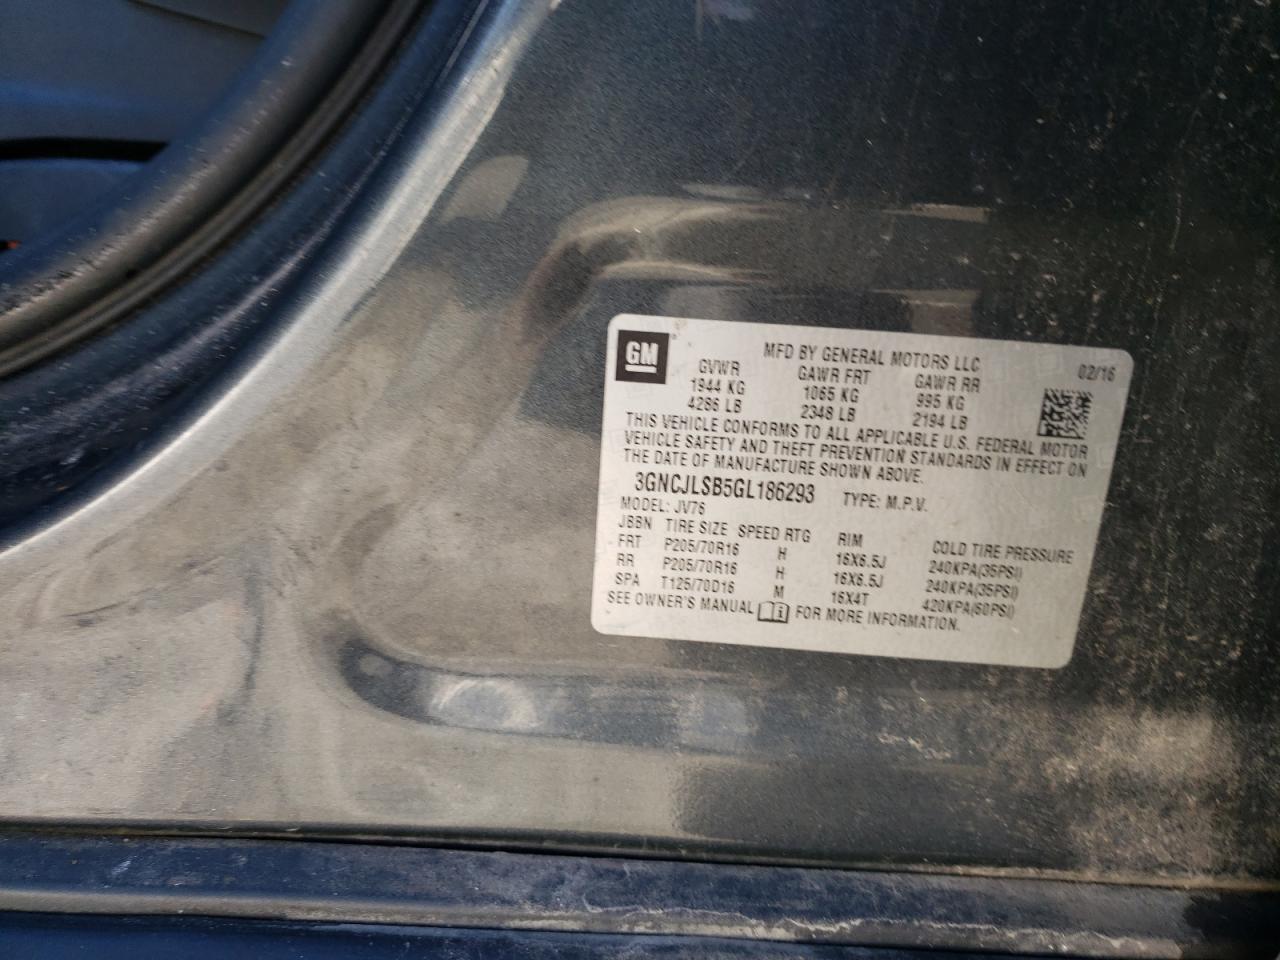 GM
MFD BY GENERAL MOTORS LLC 02/16
GVWR GAWR FRT GAWR RR
1944 KG 1065 KG 995 KG
4286 LB 2348 LB 2194 LB
THIS VEHICLE CONFORMS TO ALL APPLICABLE U.S. FEDERAL MOTOR
VEHICLE SAFETY AND THEFT PREVENTION STANDARDS IN EFFECT ON
THE DATE OF MANUFACTURE SHOWN ABOVE.
3GNCJLSB5GL186293 TYPE: M.P.V.
MODEL: JV76
JBBN TIRE SIZE SPEED RTG RIM COLD TIRE PRESSURE
FRT P205/70R16 H 16X6.5J 240KPA(35PSI)
RR P205/70R16 H 16X6.5J 240KPA(35PSI)
SPA T125/70D16 M 16X4T 420KPA(60PSI)
SEE OWNER'S MANUAL FOR MORE INFORMATION.